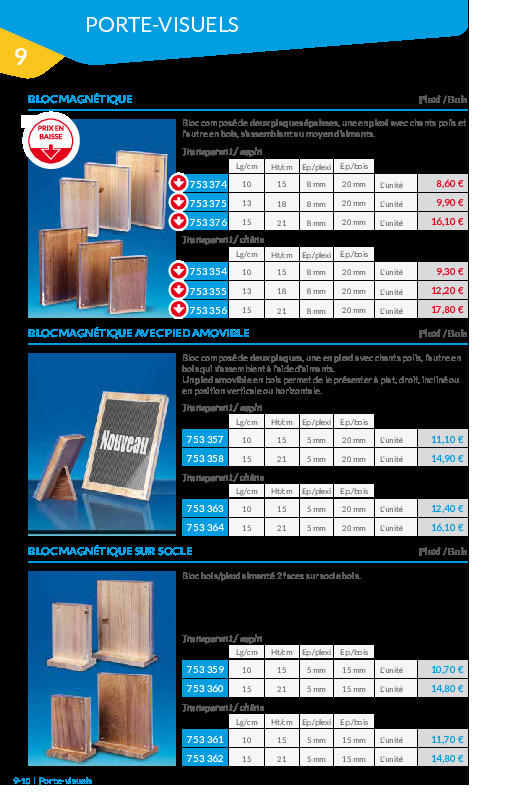 PORTE-VISUELS
9
BLOC MAGNÉTIQUE Plexi / Bois
PRIX EN
BAISSE
Bloc composé de deux plaques épaisses, une en plexi avec chants polis et
l'autre en bois, s'assemblant au moyen d'aimants.
Transparent / sapin
Lg/cm Ht/cm Ep./plexi Ep./bois
753 374 10 15 8 mm 20 mm L'unité 8,60 €
753 375 13 18 8 mm 20 mm L'unité 9,90 €
753 376 15 21 8 mm 20 mm L'unité 16,10 €
Transparent / chêne
Lg/cm Ht/cm Ep./plexi Ep./bois
753 354 10 15 8 mm 20 mm L'unité 9,30 €
753 355 13 18 8 mm 20 mm L'unité 12,20 €
753 356 15 21 8 mm 20 mm L'unité 17,80 €
BLOC MAGNÉTIQUE AVEC PIED AMOVIBLE Plexi / Bois
Bloc composé de deux plaques, une en plexi avec chants polis, l'autre en
bois qui s'assemblent à l'aide d'aimants.
Un pied amovible en bois permet de le présenter à plat, droit, incliné ou
en position verticale ou horizontale.
Nouveau
Transparent / sapin
Lg/cm Ht/cm Ep./plexi Ep./bois
753 357 10 15 5 mm 20 mm L'unité 11,10 €
753 358 15 21 5 mm 20 mm L'unité 14,90 €
Transparent / chêne
Lg/cm Ht/cm Ep./plexi Ep./bois
753 363 10 15 5 mm 20 mm L'unité 12,40 €
753 364 15 21 5 mm 20 mm L'unité 16,10 €
BLOC MAGNÉTIQUE SUR SOCLE Plexi / Bois
Bloc bois/plexi aimanté 2 faces sur socle bois.
Transparent / sapin
Lg/cm Ht/cm Ep./plexi Ep./bois
753 359 10 15 5 mm 15 mm L'unité 10,70 €
753 360 15 21 5 mm 15 mm L'unité 14,80 €
Transparent / chêne
Lg/cm Ht/cm Ep./plexi Ep./bois
753 361 10 15 5 mm 15 mm L'unité 11,70 €
753 362 15 21 5 mm 15 mm L'unité 14,80 €
9-10 | Porte-visuels